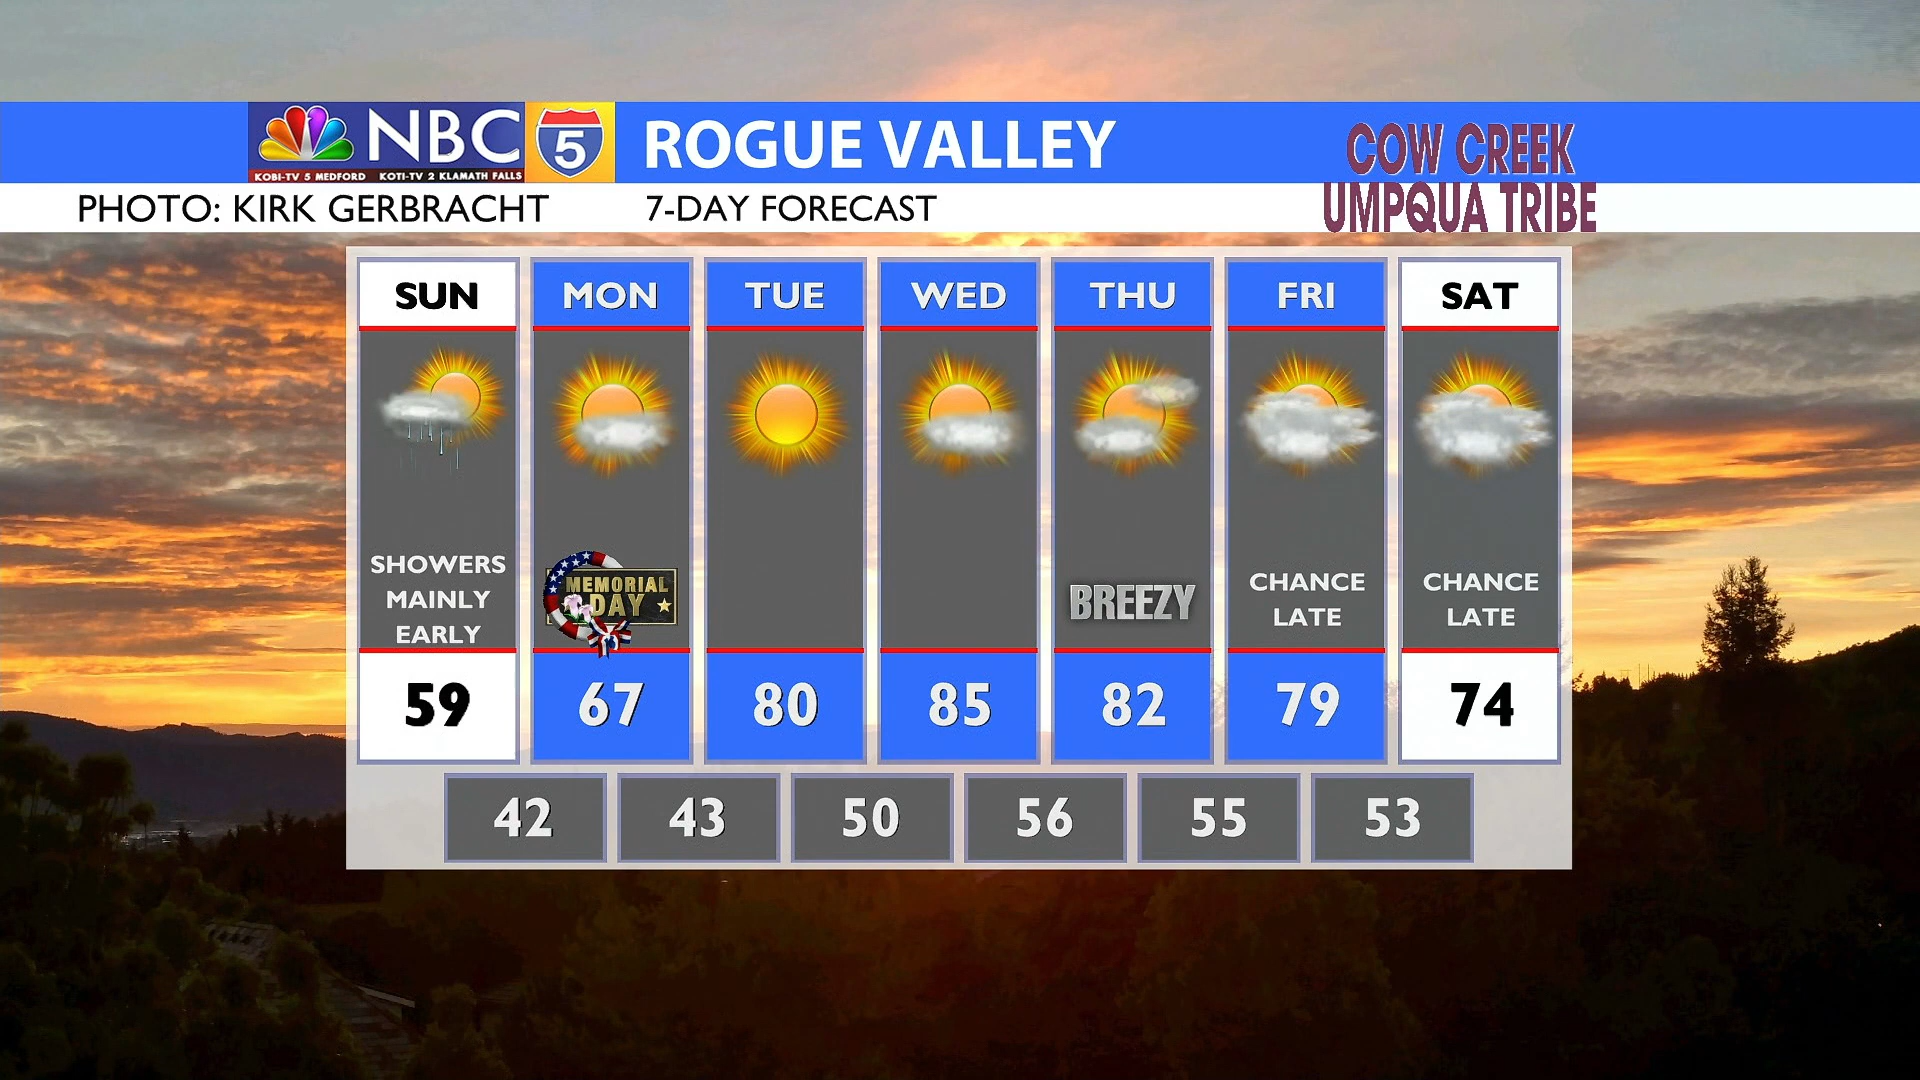 NBC 5
KOBI-TV 5 MEDFORD KOTI-TV 2 KLAMATH FALLS
ROGUE VALLEY
COW CREEK
UMPQUA TRIBE
PHOTO: KIRK GERBRACHT
7-DAY FORECAST
SUN MON TUE WED THU FRI SAT
SHOWERS
MAINLY
EARLY
MEMORIAL
DAY
BREEZY
CHANCE
LATE
CHANCE
LATE
59 67 80 85 82 79 74
42 43 50 56 55 53